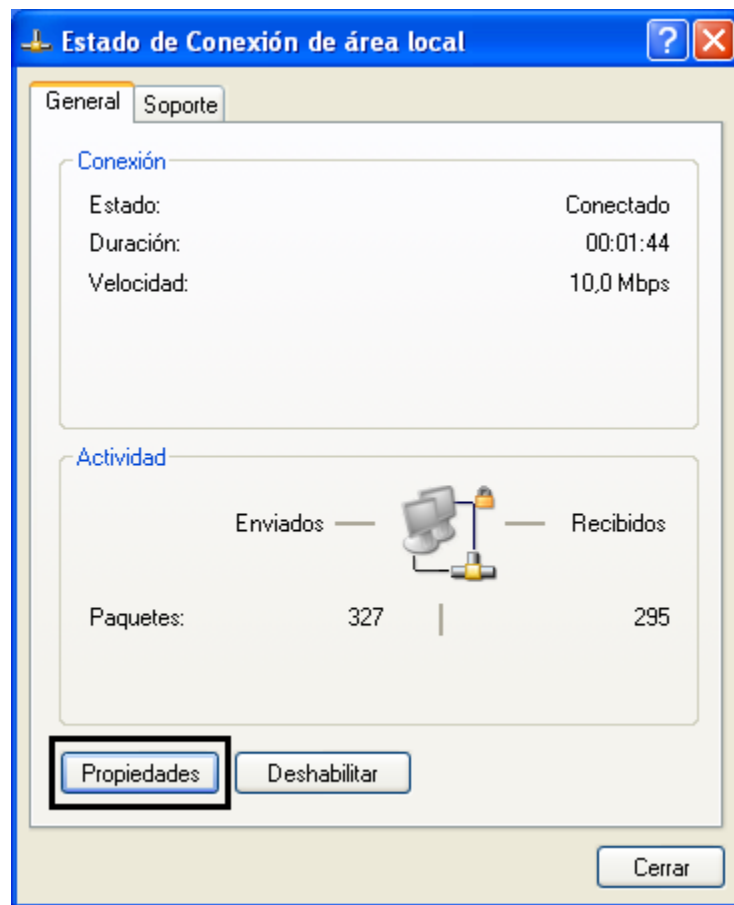 Estado de Conexión de área local
General Soporte
Conexión
Estado: Conectado
Duración: 00:01:44
Velocidad: 10,0 Mbps
Actividad
Enviados Recibidos
Paquetes: 327 295
Propiedades Deshabilitar
Cerrar